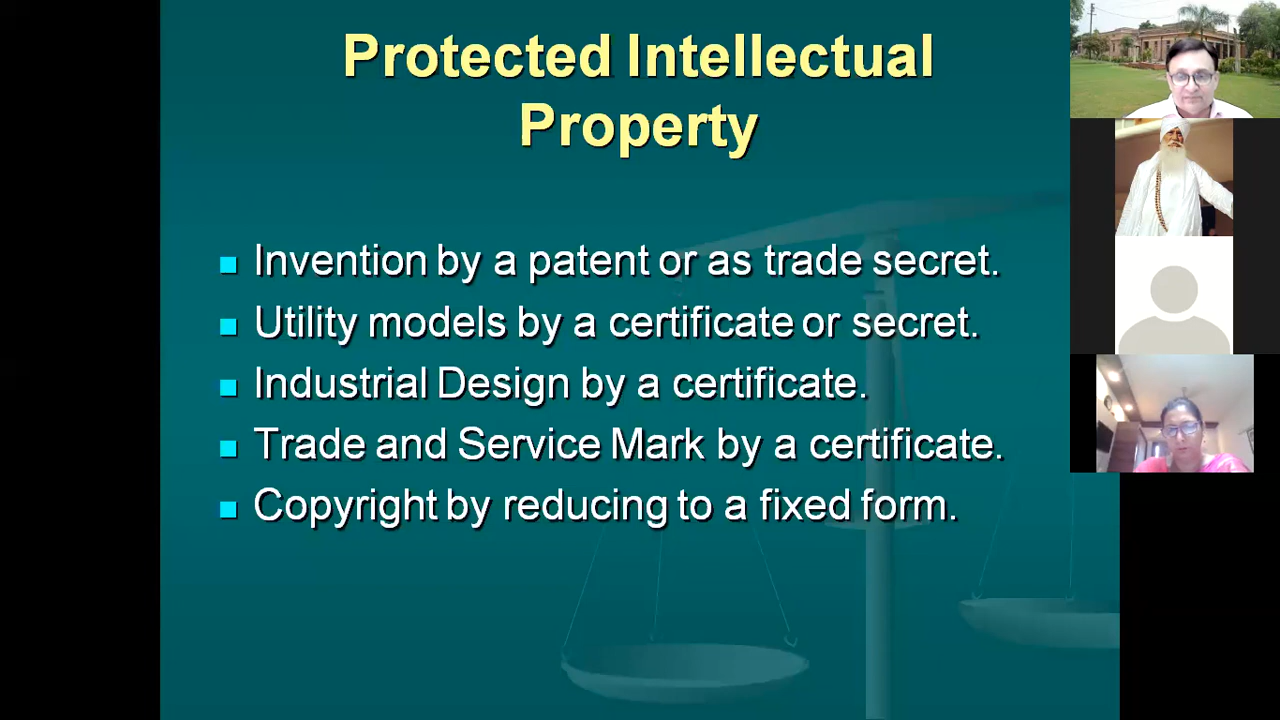 Protected Intellectual
Property
Invention by a patent or as trade secret.
Utility models by a certificate or secret.
Industrial Design by a certificate.
Trade and Service Mark by a certificate.
Copyright by reducing to a fixed form.